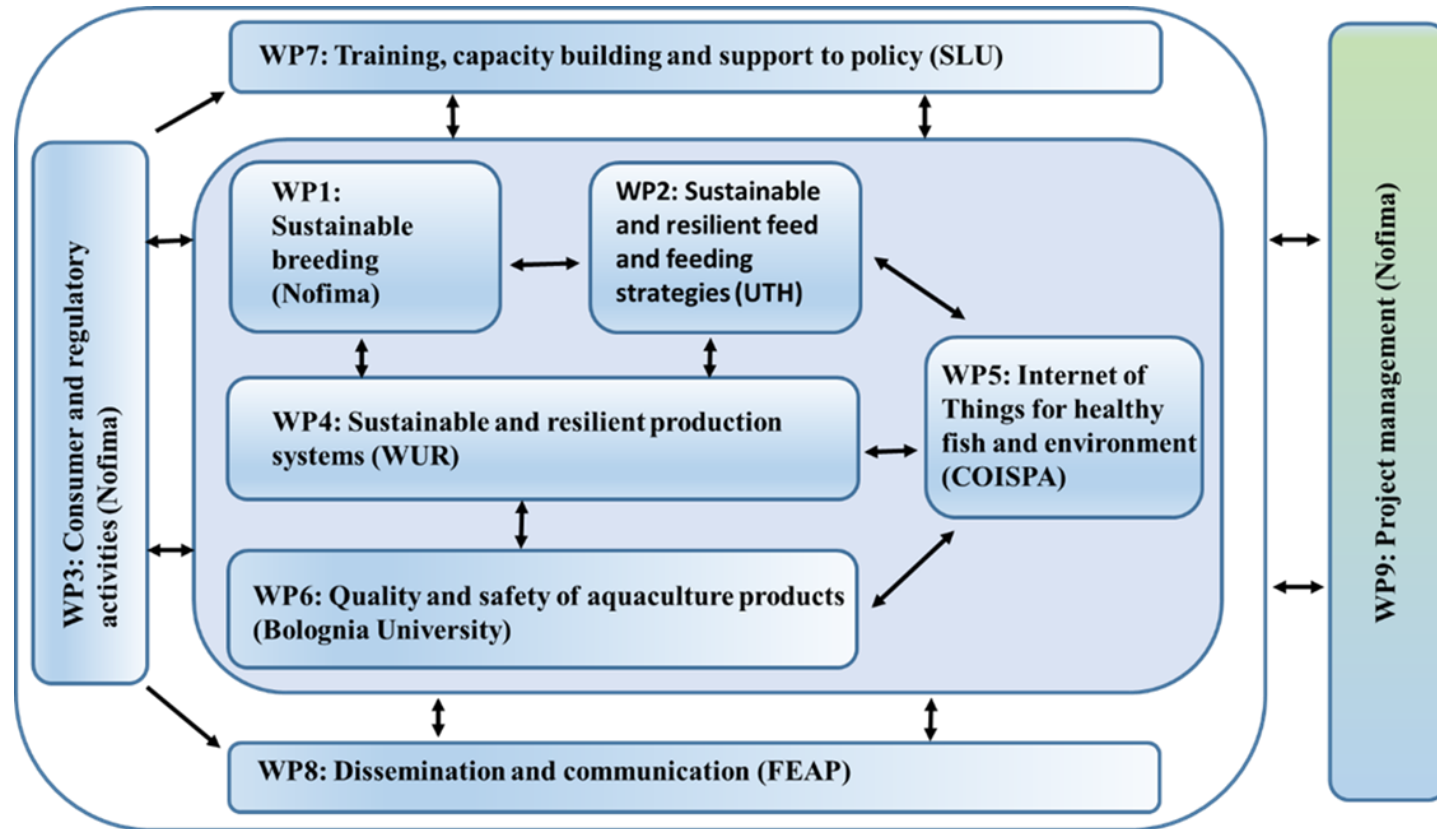 WP7: Training, capacity building and support to policy (SLU)
WP3: Consumer and regulatory
activities (Nofima)
WP1:
Sustainable
breeding
(Nofima)
WP2: Sustainable
and resilient feed
and feeding
strategies (UTH)
WP4: Sustainable and resilient production
systems (WUR)
WP5: Internet of
Things for healthy
fish and environment
(COISPA)
WP6: Quality and safety of aquaculture products
(Bolognia University)
WP8: Dissemination and communication (FEAP)
WP9: Project management (Nofima)